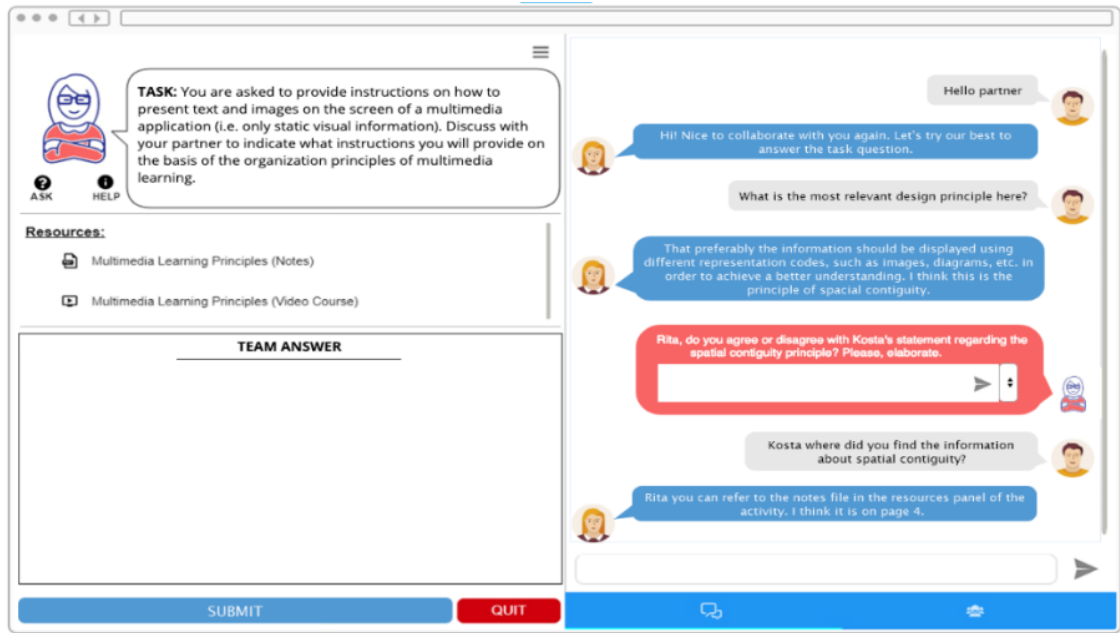 TASK: You are asked to provide instructions on how to
present text and images on the screen of a multimedia
application (i.e. only static visual information). Discuss with
your partner to indicate what instructions you will provide on
the basis of the organization principles of multimedia
learning.
ASK
HELP
Resources:
Multimedia Learning Principles (Notes)
Multimedia Learning Principles (Video Course)
TEAM ANSWER
SUBMIT
QUIT
Hello partner
Hi! Nice to collaborate with you again. Let's try our best to
answer the task question.
What is the most relevant design principle here?
That preferably the information should be displayed using
different representation codes, such as images, diagrams, etc. in
order to achieve a better understanding. I think this is the
principle of spacial contiguity.
Rita, do you agree or disagree with Kosta's statement regarding the
spatial contiguity principle? Please, elaborate.
Kosta where did you find the information
about spatial contiguity?
Rita you can refer to the notes file in the resources panel of the
activity. I think it is on page 4.